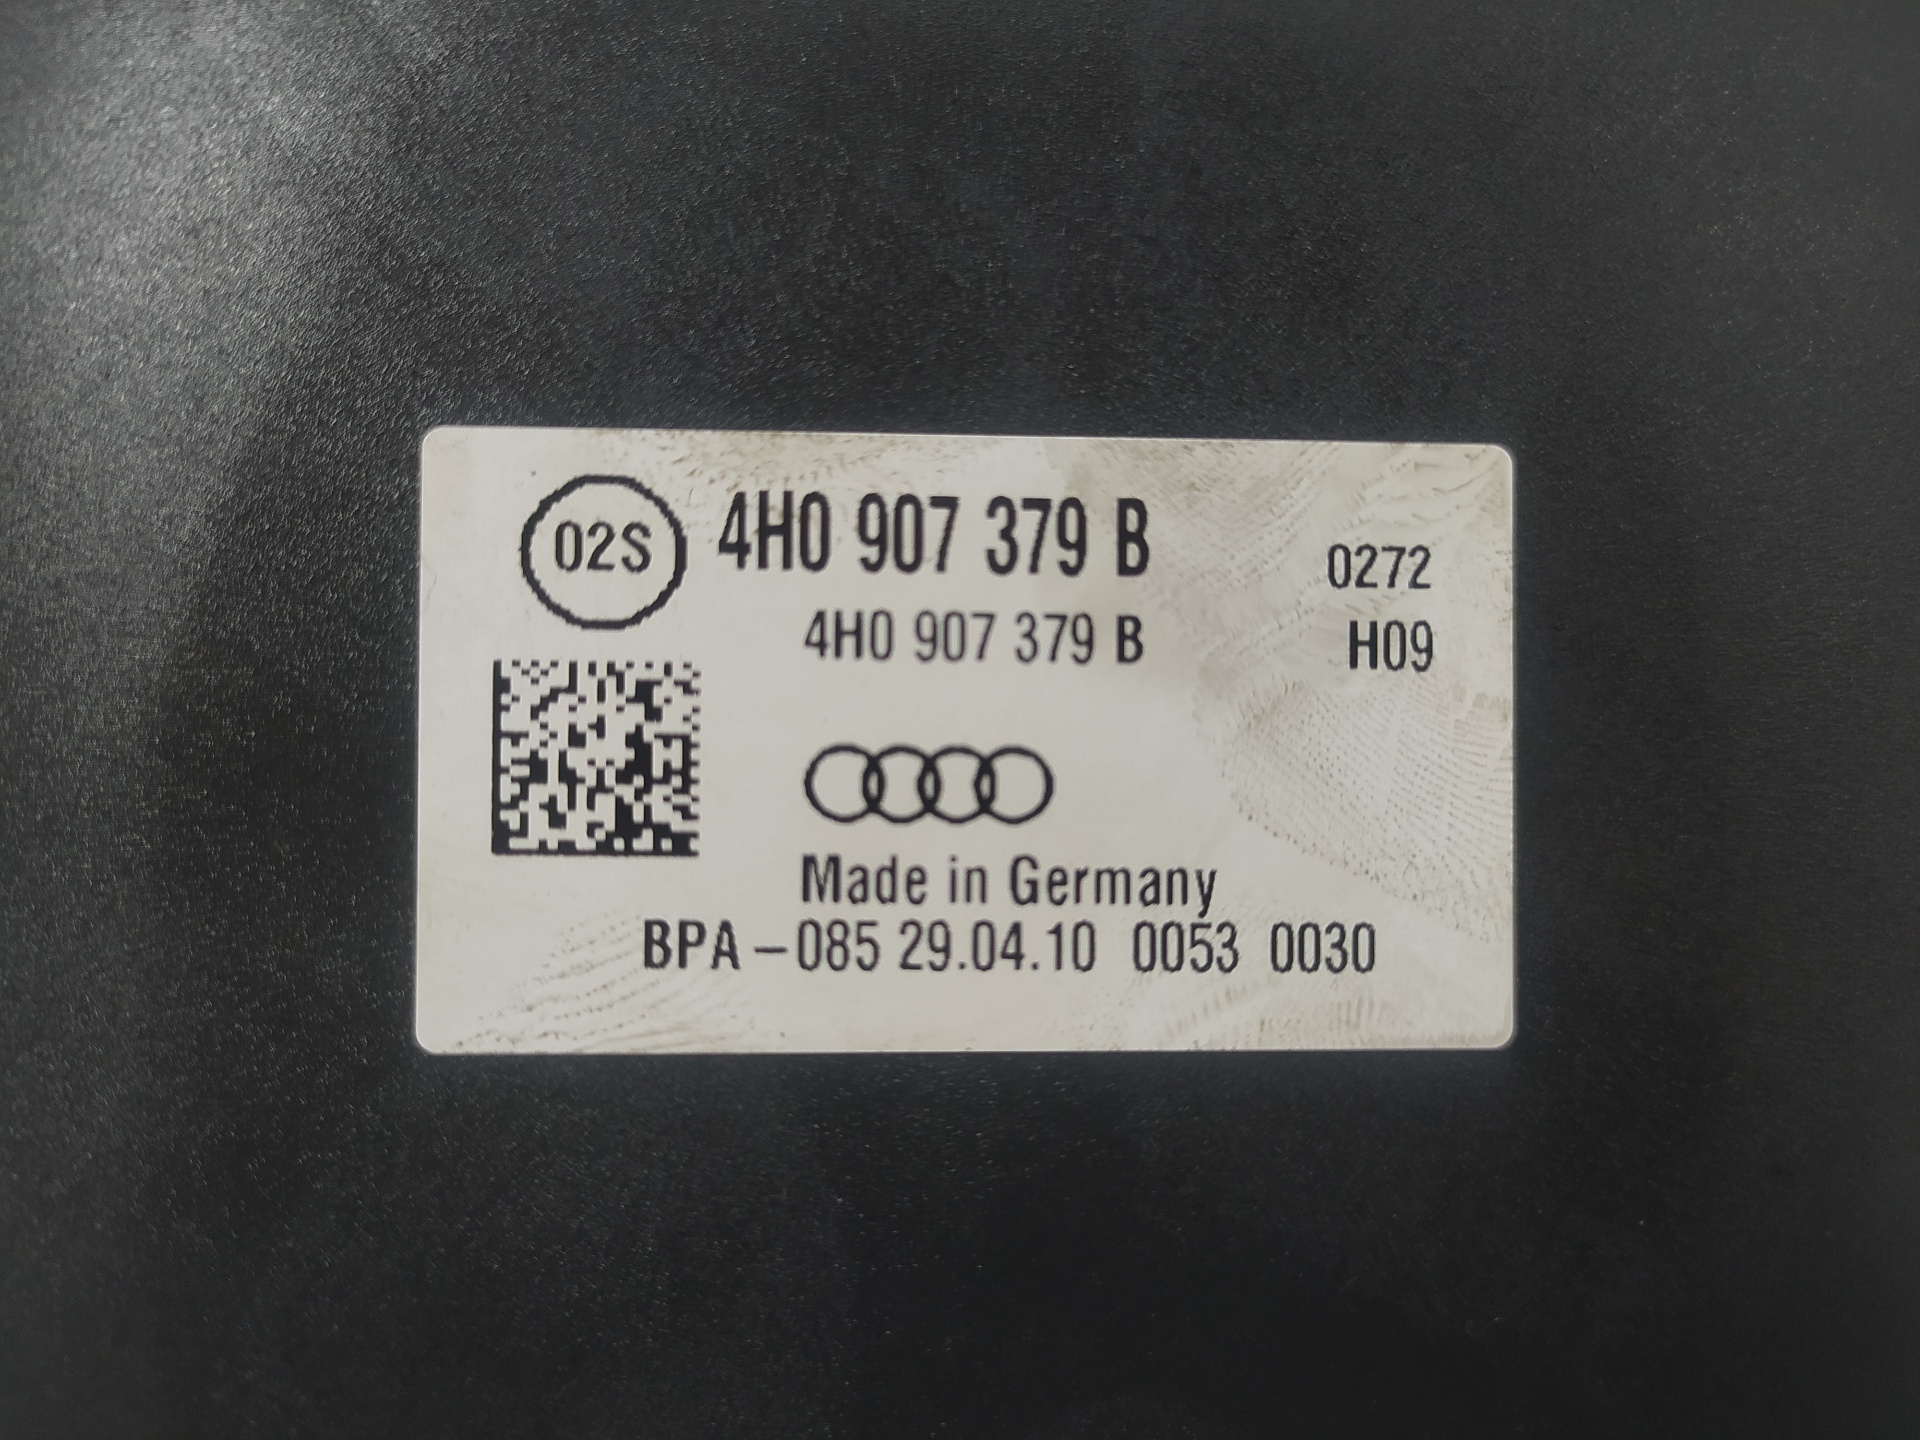 02S 4H0 907 379 B 0272
4H0 907 379 B H09
Made in Germany
BPA -085 29.04.10 0053 0030